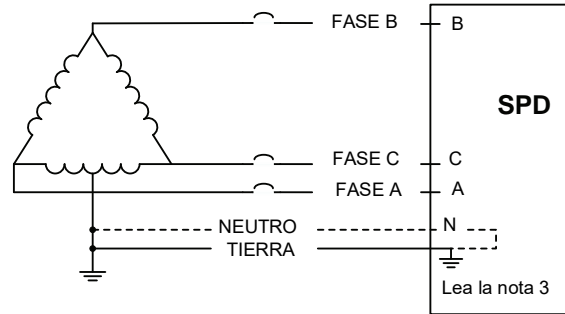 FASE B
B
SPD
FASE C
C
FASE A
A
NEUTRO
N
TIERRA
Lea la nota 3